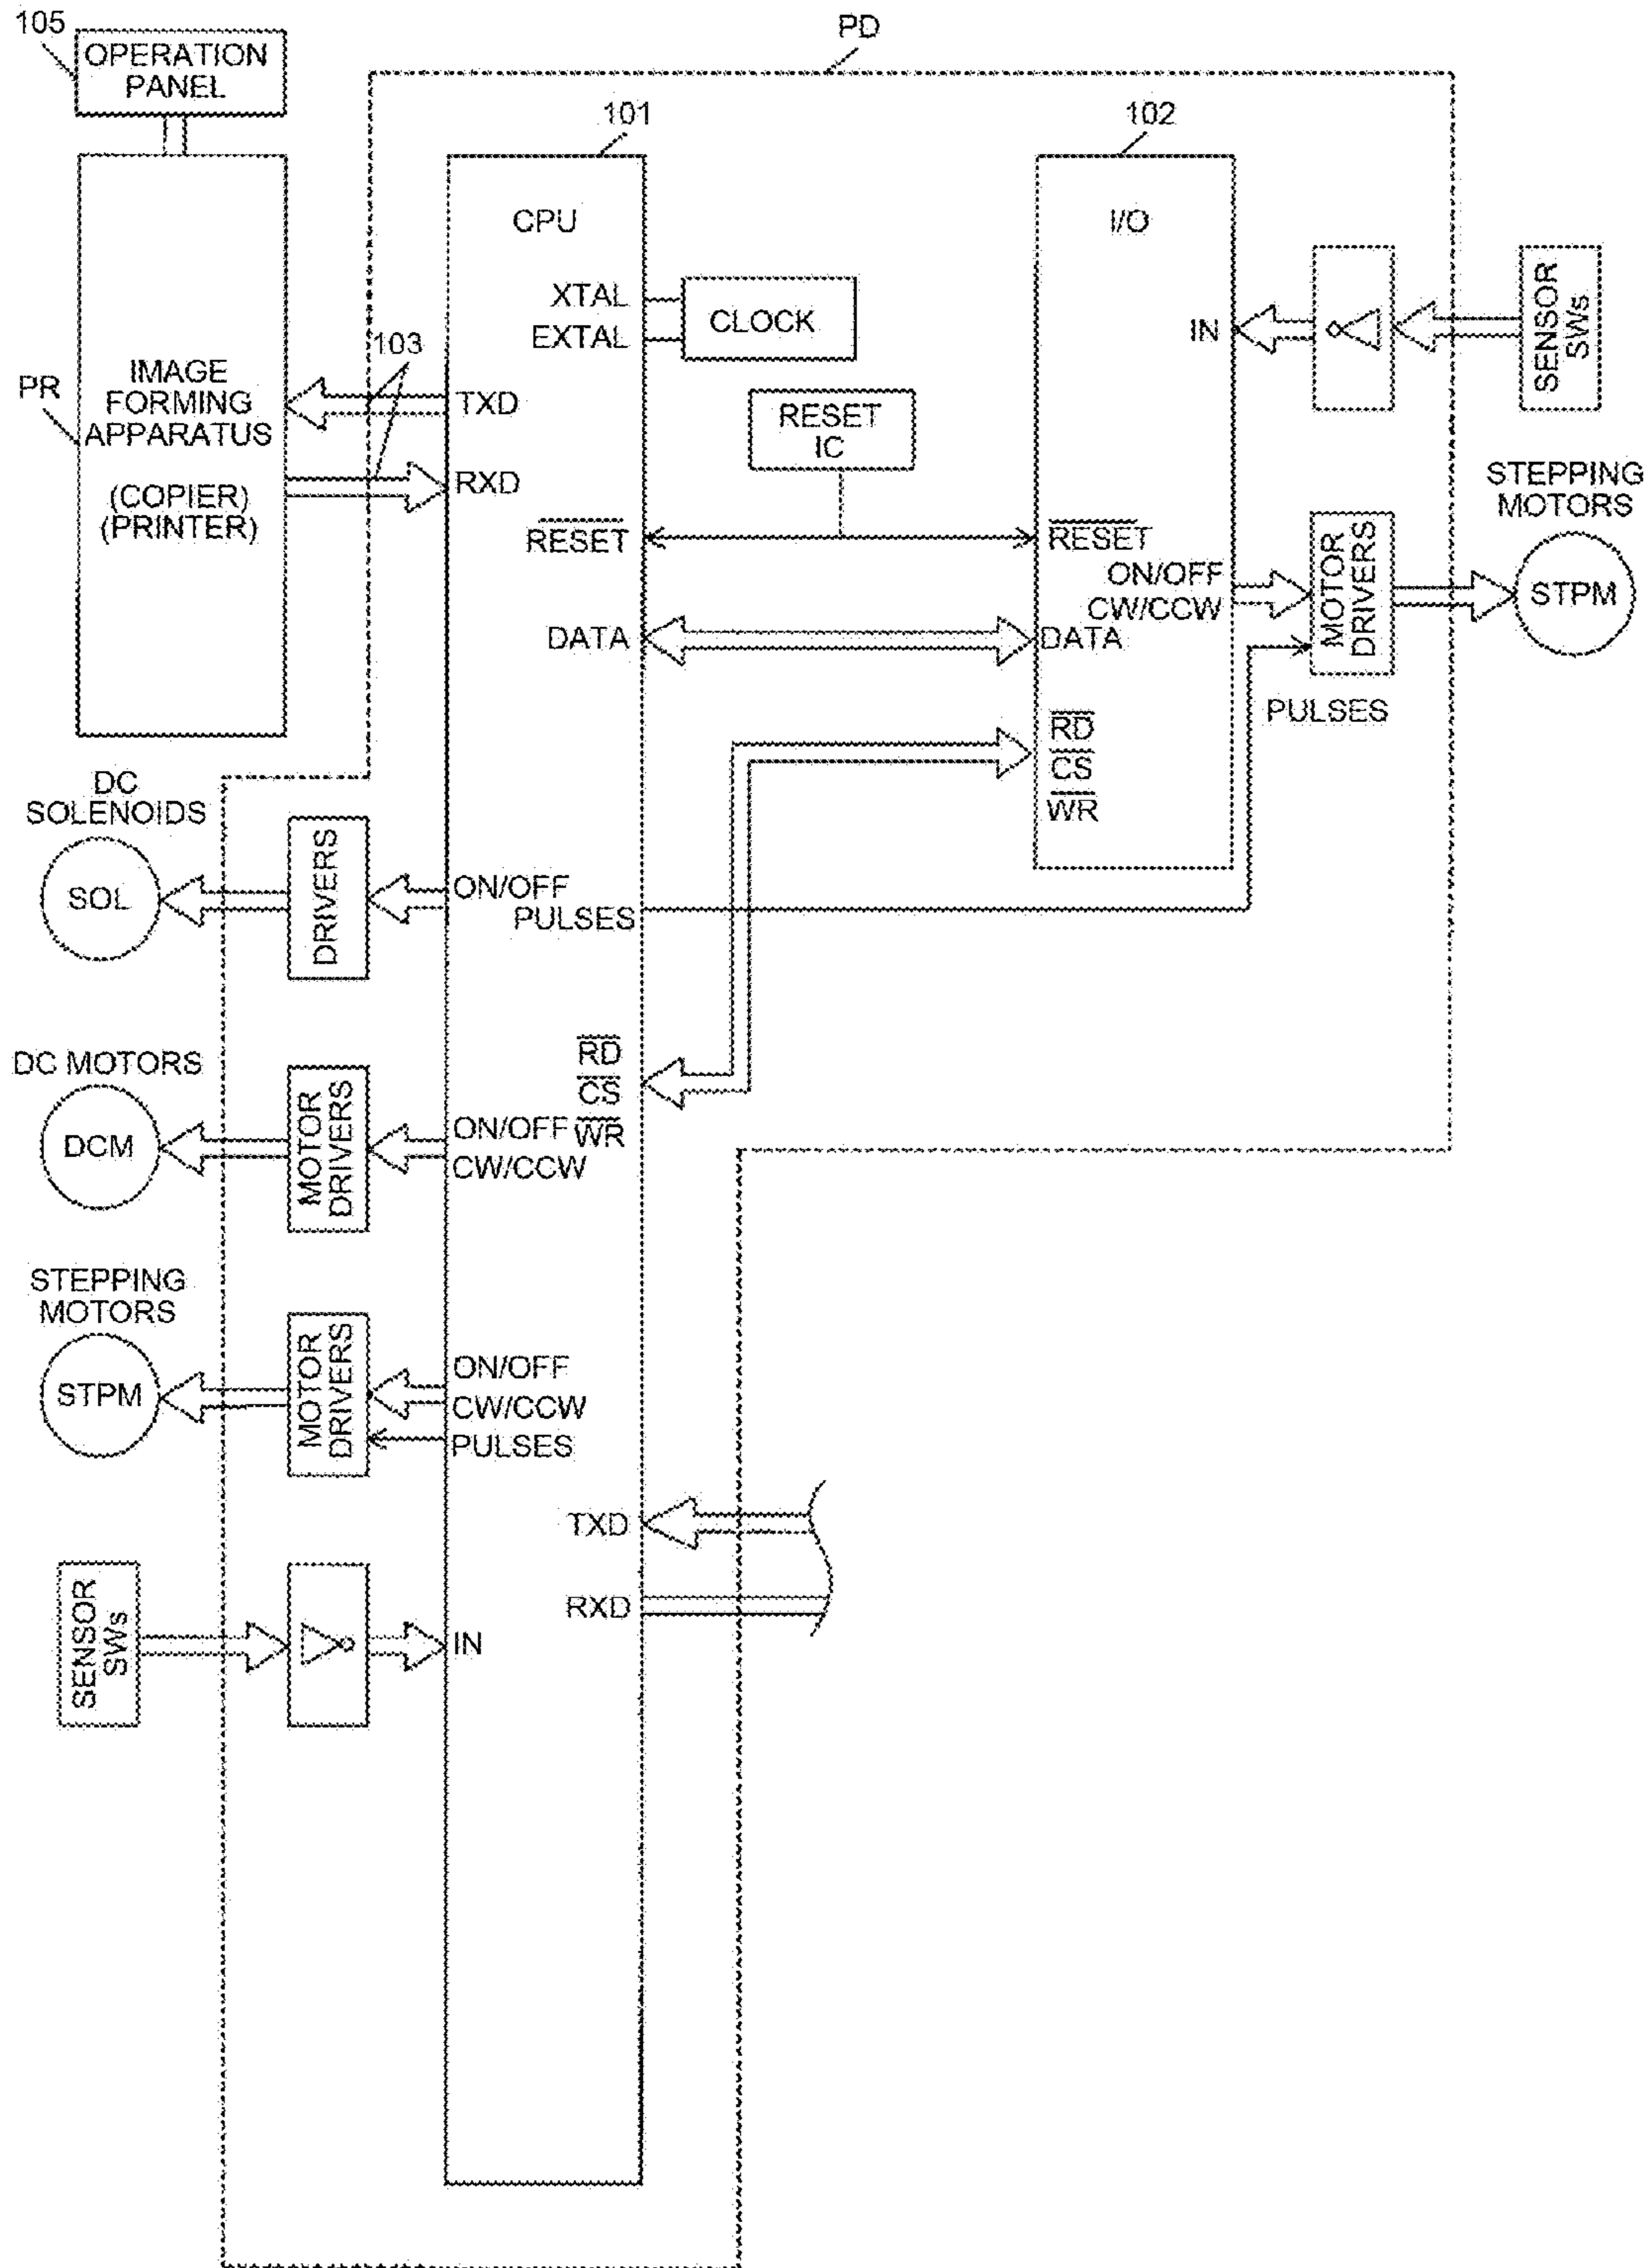 105
OPERATION
PANEL
PD
101
102
CPU
I/O
XTAL
EXTAL
CLOCK
IN
SENSOR
SWs
103
PR
IMAGE
FORMING
APPARATUS
(COPIER)
(PRINTER)
TXD
RXD
RESET
IC
RESET
RESET
STEPPING
MOTORS
ON/OFF
CW/CCW
MOTOR
DRIVERS
STPM
DATA
DATA
PULSES
RD
CS
WR
DC
SOLENOIDS
SOL
DRIVERS
ON/OFF
PULSES
RD
CS
WR
DC MOTORS
DCM
MOTOR
DRIVERS
ON/OFF
CW/CCW
STEPPING
MOTORS
STPM
MOTOR
DRIVERS
ON/OFF
CW/CCW
PULSES
TXD
RXD
SENSOR
SWs
IN